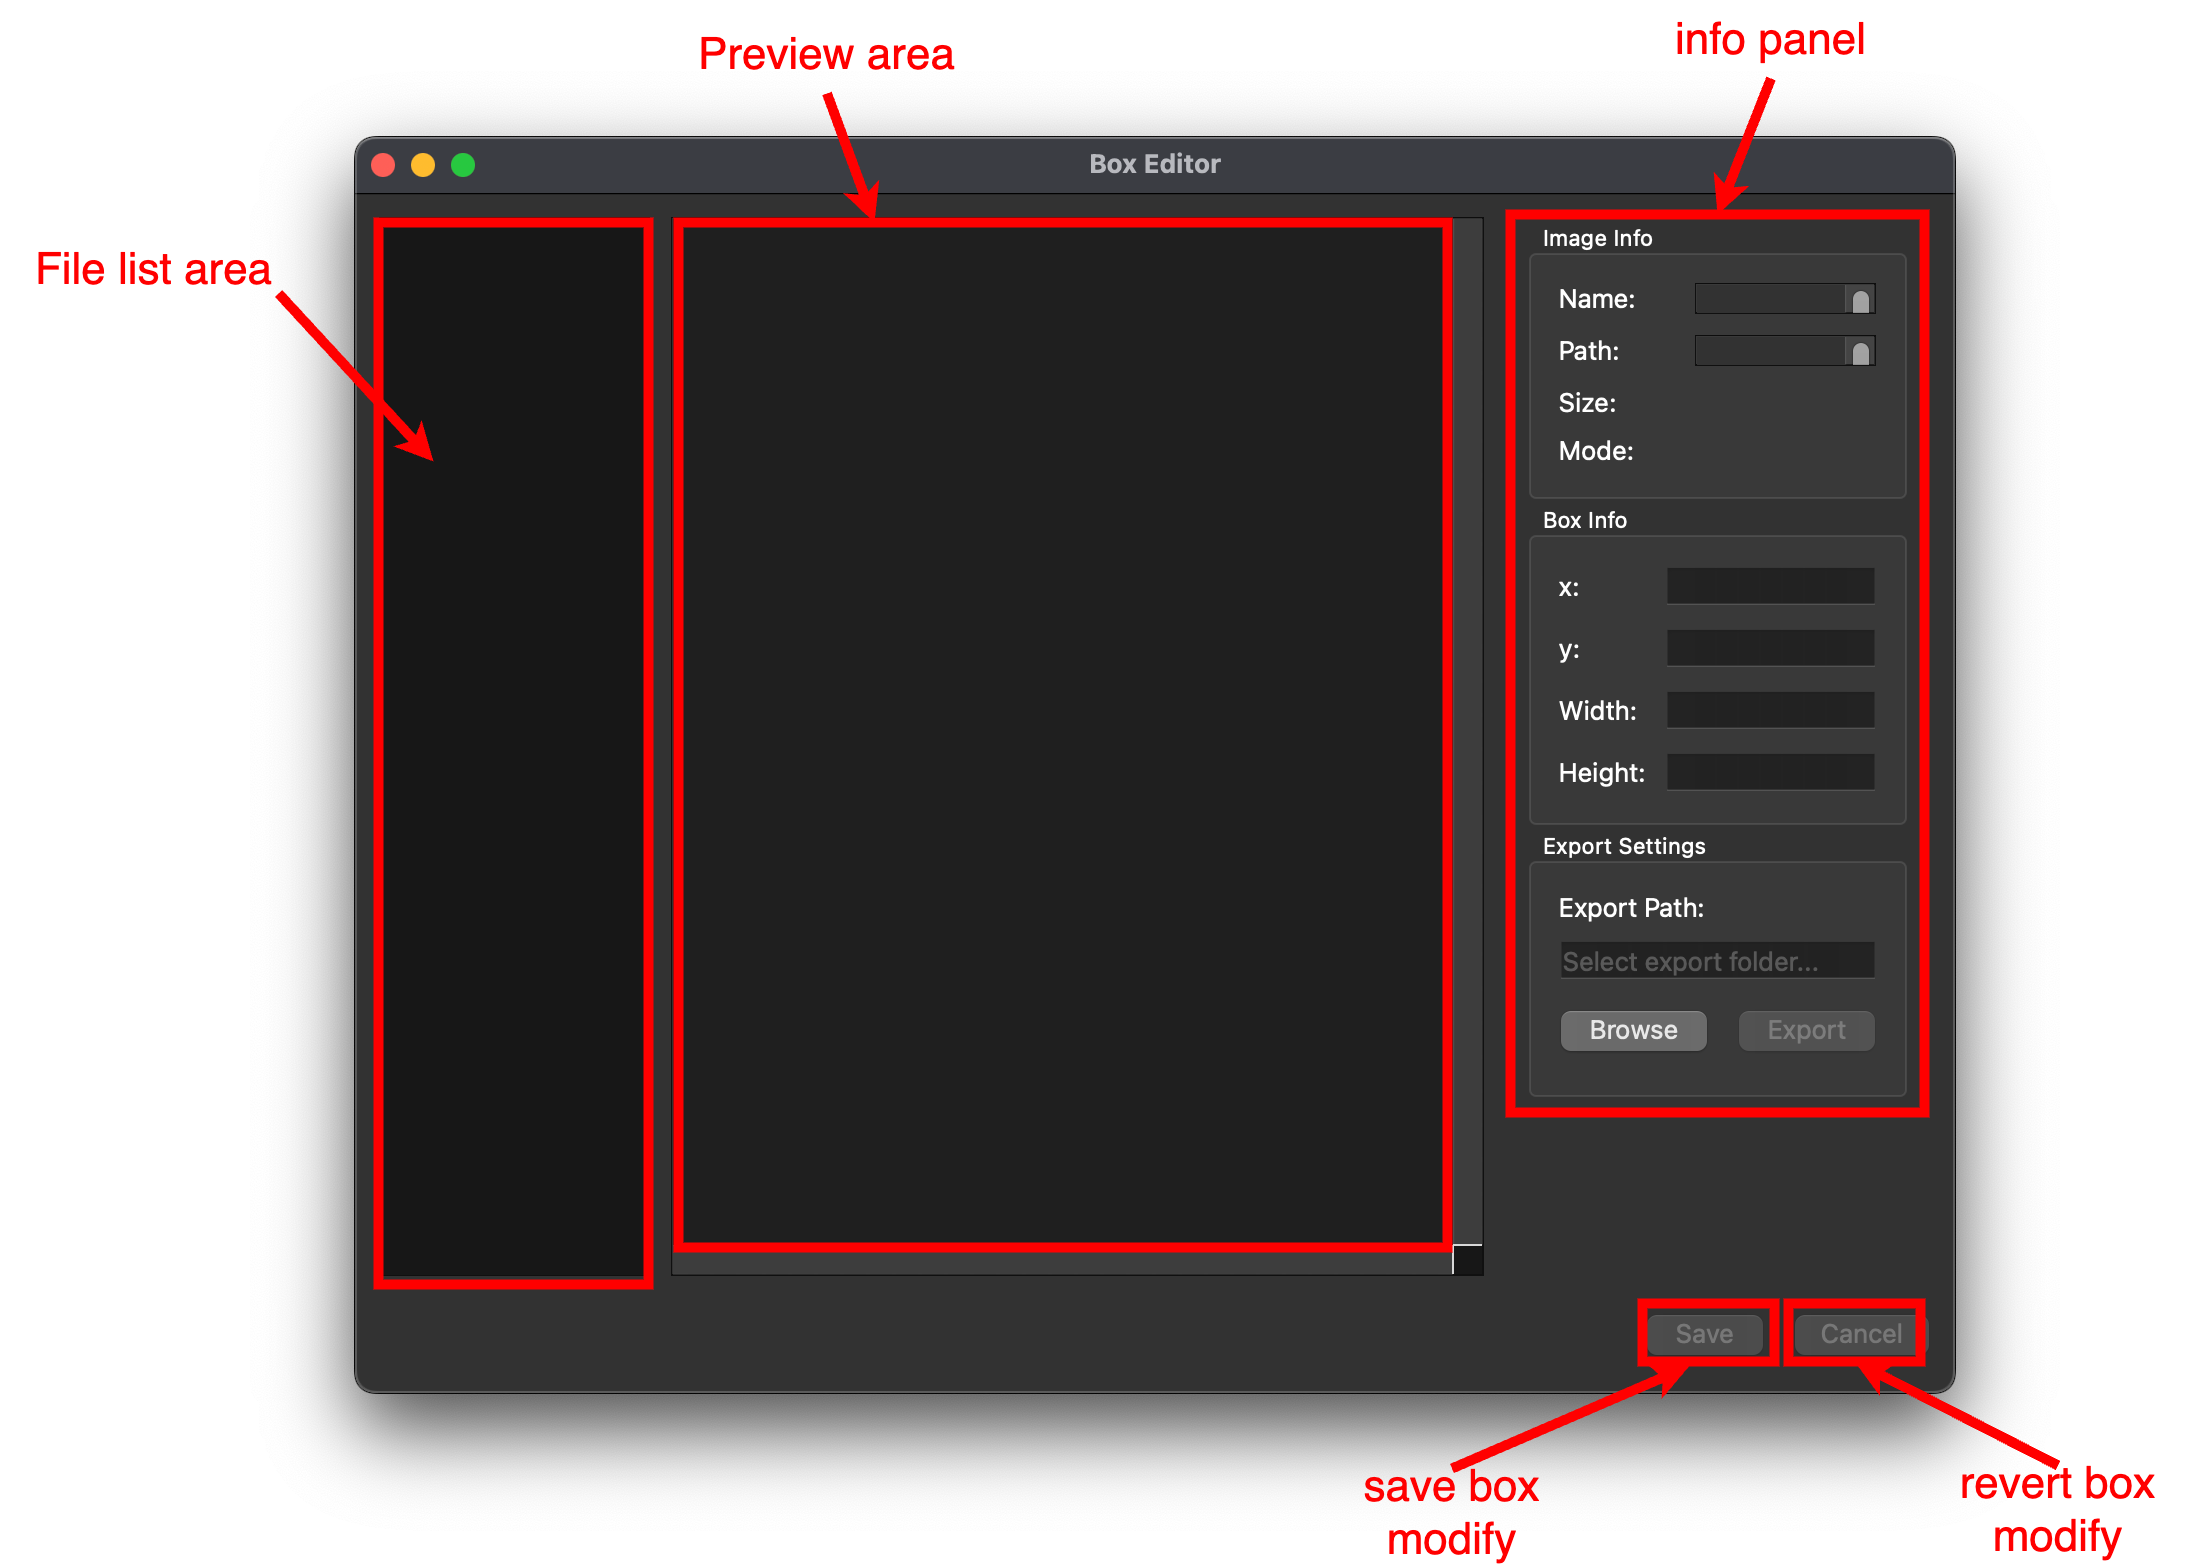 Preview area
info panel
Box Editor
File list area
Image Info
Name:
Path:
Size:
Mode:
Box Info
x:
y:
Width:
Height:
Export Settings
Export Path:
Select export folder...
Browse
Export
Save
Cancel
save box
modify
revert box
modify